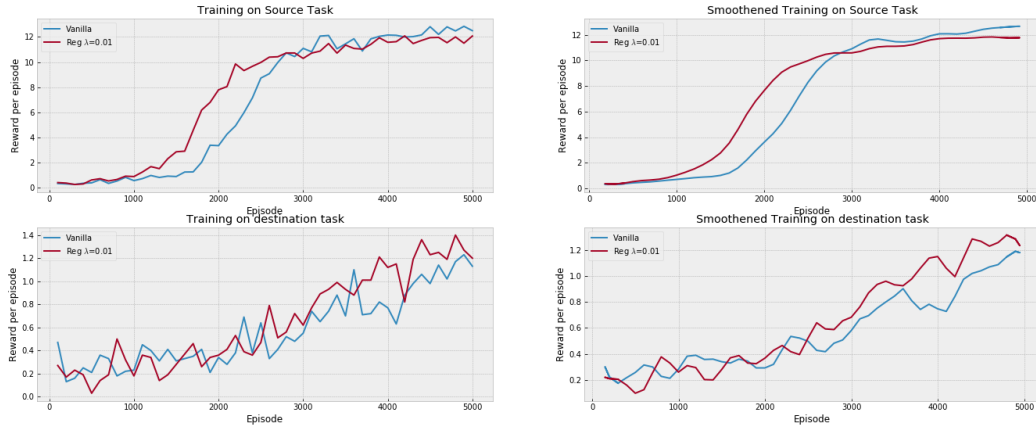 Training on Source Task
Reward per episode
12
10
8
6
4
2
0
Vanilla
Reg λ=0.01
0 1000 2000 3000 4000 5000
Episode
Smoothened Training on Source Task
Reward per episode
12
10
8
6
4
2
0
Vanilla
Reg λ=0.01
0 1000 2000 3000 4000 5000
Episode
Training on destination task
Reward per episode
1.4
1.2
1.0
0.8
0.6
0.4
0.2
0.0
Vanilla
Reg λ=0.01
0 1000 2000 3000 4000 5000
Episode
Smoothened Training on destination task
Reward per episode
1.2
1.0
0.8
0.6
0.4
0.2
Vanilla
Reg λ=0.01
0 1000 2000 3000 4000 5000
Episode